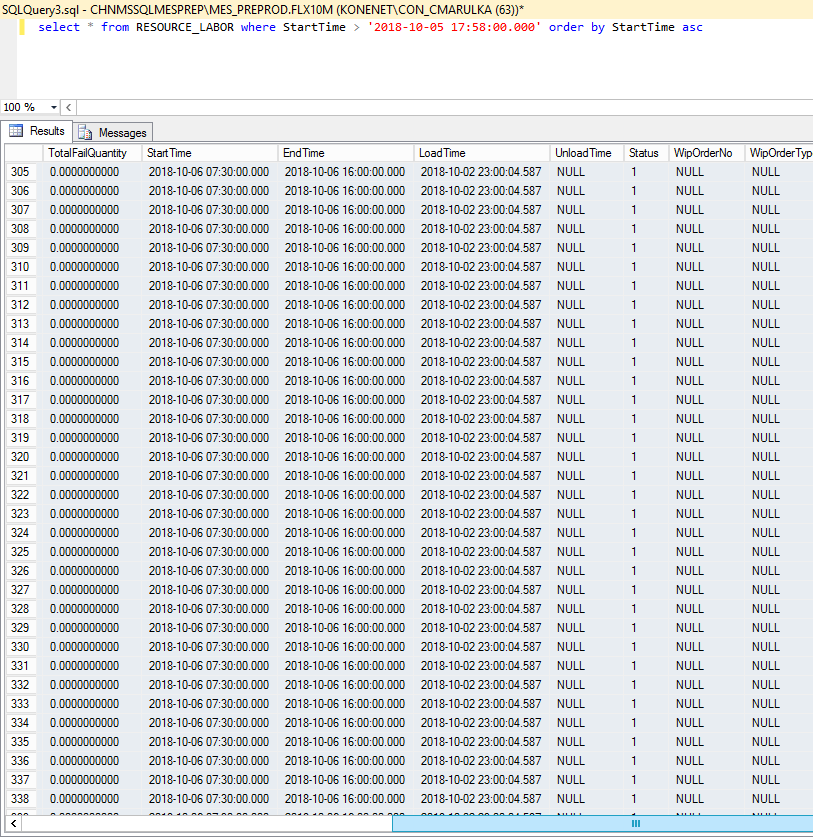 SQLQuery3.sql - CHNMSSQLMESPREP\MES_PREPROD.FLX10M (KONENET\CON_CMARULKA (63))*
select * from RESOURCE_LABOR where StartTime > '2018-10-05 17:58:00.000' order by StartTime asc
100 %
Results Messages
TotalFailQuantity StartTime EndTime LoadTime UnloadTime Status WipOrderNo WipOrderTyp
305 0.0000000000 2018-10-06 07:30:00.000 2018-10-06 16:00:00.000 2018-10-02 23:00:04.587 NULL 1 NULL NULL
306 0.0000000000 2018-10-06 07:30:00.000 2018-10-06 16:00:00.000 2018-10-02 23:00:04.587 NULL 1 NULL NULL
307 0.0000000000 2018-10-06 07:30:00.000 2018-10-06 16:00:00.000 2018-10-02 23:00:04.587 NULL 1 NULL NULL
308 0.0000000000 2018-10-06 07:30:00.000 2018-10-06 16:00:00.000 2018-10-02 23:00:04.587 NULL 1 NULL NULL
309 0.0000000000 2018-10-06 07:30:00.000 2018-10-06 16:00:00.000 2018-10-02 23:00:04.587 NULL 1 NULL NULL
310 0.0000000000 2018-10-06 07:30:00.000 2018-10-06 16:00:00.000 2018-10-02 23:00:04.587 NULL 1 NULL NULL
311 0.0000000000 2018-10-06 07:30:00.000 2018-10-06 16:00:00.000 2018-10-02 23:00:04.587 NULL 1 NULL NULL
312 0.0000000000 2018-10-06 07:30:00.000 2018-10-06 16:00:00.000 2018-10-02 23:00:04.587 NULL 1 NULL NULL
313 0.0000000000 2018-10-06 07:30:00.000 2018-10-06 16:00:00.000 2018-10-02 23:00:04.587 NULL 1 NULL NULL
314 0.0000000000 2018-10-06 07:30:00.000 2018-10-06 16:00:00.000 2018-10-02 23:00:04.587 NULL 1 NULL NULL
315 0.0000000000 2018-10-06 07:30:00.000 2018-10-06 16:00:00.000 2018-10-02 23:00:04.587 NULL 1 NULL NULL
316 0.0000000000 2018-10-06 07:30:00.000 2018-10-06 16:00:00.000 2018-10-02 23:00:04.587 NULL 1 NULL NULL
317 0.0000000000 2018-10-06 07:30:00.000 2018-10-06 16:00:00.000 2018-10-02 23:00:04.587 NULL 1 NULL NULL
318 0.0000000000 2018-10-06 07:30:00.000 2018-10-06 16:00:00.000 2018-10-02 23:00:04.587 NULL 1 NULL NULL
319 0.0000000000 2018-10-06 07:30:00.000 2018-10-06 16:00:00.000 2018-10-02 23:00:04.587 NULL 1 NULL NULL
320 0.0000000000 2018-10-06 07:30:00.000 2018-10-06 16:00:00.000 2018-10-02 23:00:04.587 NULL 1 NULL NULL
321 0.0000000000 2018-10-06 07:30:00.000 2018-10-06 16:00:00.000 2018-10-02 23:00:04.587 NULL 1 NULL NULL
322 0.0000000000 2018-10-06 07:30:00.000 2018-10-06 16:00:00.000 2018-10-02 23:00:04.587 NULL 1 NULL NULL
323 0.0000000000 2018-10-06 07:30:00.000 2018-10-06 16:00:00.000 2018-10-02 23:00:04.587 NULL 1 NULL NULL
324 0.0000000000 2018-10-06 07:30:00.000 2018-10-06 16:00:00.000 2018-10-02 23:00:04.587 NULL 1 NULL NULL
325 0.0000000000 2018-10-06 07:30:00.000 2018-10-06 16:00:00.000 2018-10-02 23:00:04.587 NULL 1 NULL NULL
326 0.0000000000 2018-10-06 07:30:00.000 2018-10-06 16:00:00.000 2018-10-02 23:00:04.587 NULL 1 NULL NULL
327 0.0000000000 2018-10-06 07:30:00.000 2018-10-06 16:00:00.000 2018-10-02 23:00:04.587 NULL 1 NULL NULL
328 0.0000000000 2018-10-06 07:30:00.000 2018-10-06 16:00:00.000 2018-10-02 23:00:04.587 NULL 1 NULL NULL
329 0.0000000000 2018-10-06 07:30:00.000 2018-10-06 16:00:00.000 2018-10-02 23:00:04.587 NULL 1 NULL NULL
330 0.0000000000 2018-10-06 07:30:00.000 2018-10-06 16:00:00.000 2018-10-02 23:00:04.587 NULL 1 NULL NULL
331 0.0000000000 2018-10-06 07:30:00.000 2018-10-06 16:00:00.000 2018-10-02 23:00:04.587 NULL 1 NULL NULL
332 0.0000000000 2018-10-06 07:30:00.000 2018-10-06 16:00:00.000 2018-10-02 23:00:04.587 NULL 1 NULL NULL
333 0.0000000000 2018-10-06 07:30:00.000 2018-10-06 16:00:00.000 2018-10-02 23:00:04.587 NULL 1 NULL NULL
334 0.0000000000 2018-10-06 07:30:00.000 2018-10-06 16:00:00.000 2018-10-02 23:00:04.587 NULL 1 NULL NULL
335 0.0000000000 2018-10-06 07:30:00.000 2018-10-06 16:00:00.000 2018-10-02 23:00:04.587 NULL 1 NULL NULL
336 0.0000000000 2018-10-06 07:30:00.000 2018-10-06 16:00:00.000 2018-10-02 23:00:04.587 NULL 1 NULL NULL
337 0.0000000000 2018-10-06 07:30:00.000 2018-10-06 16:00:00.000 2018-10-02 23:00:04.587 NULL 1 NULL NULL
338 0.0000000000 2018-10-06 07:30:00.000 2018-10-06 16:00:00.000 2018-10-02 23:00:04.587 NULL 1 NULL NULL